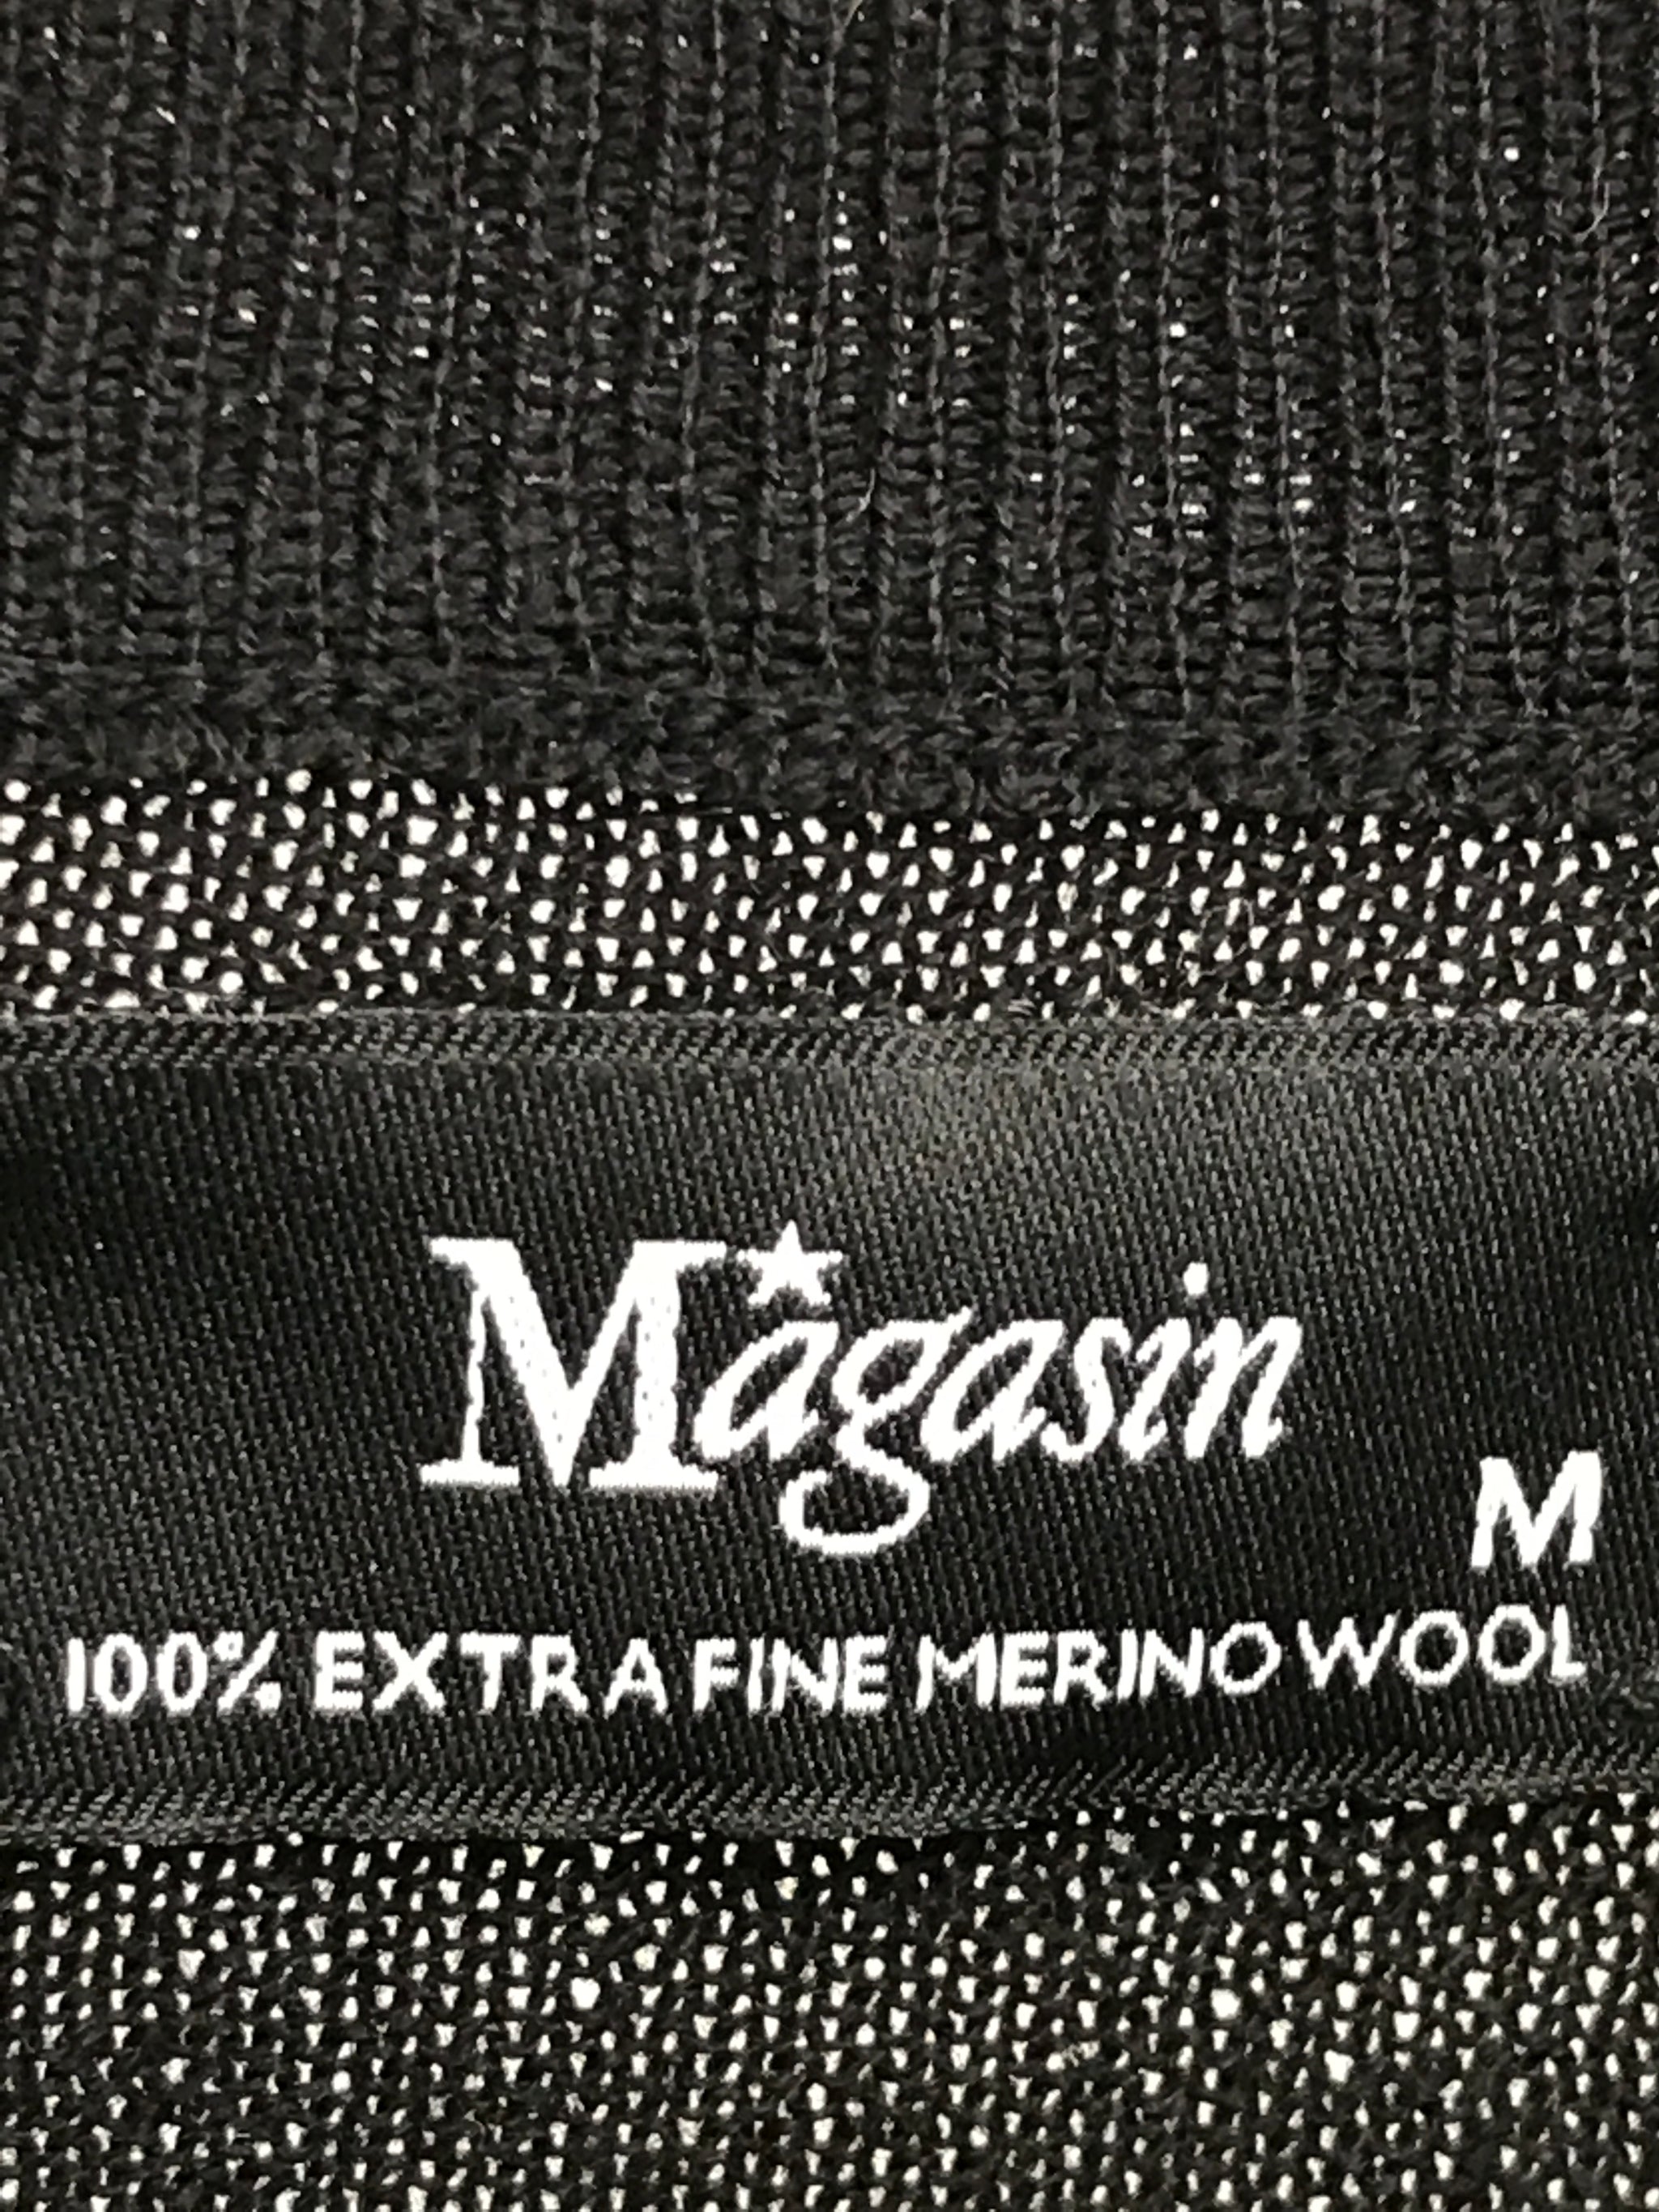 Magasin
M
100% EXTRA FINE MERINO WOOL